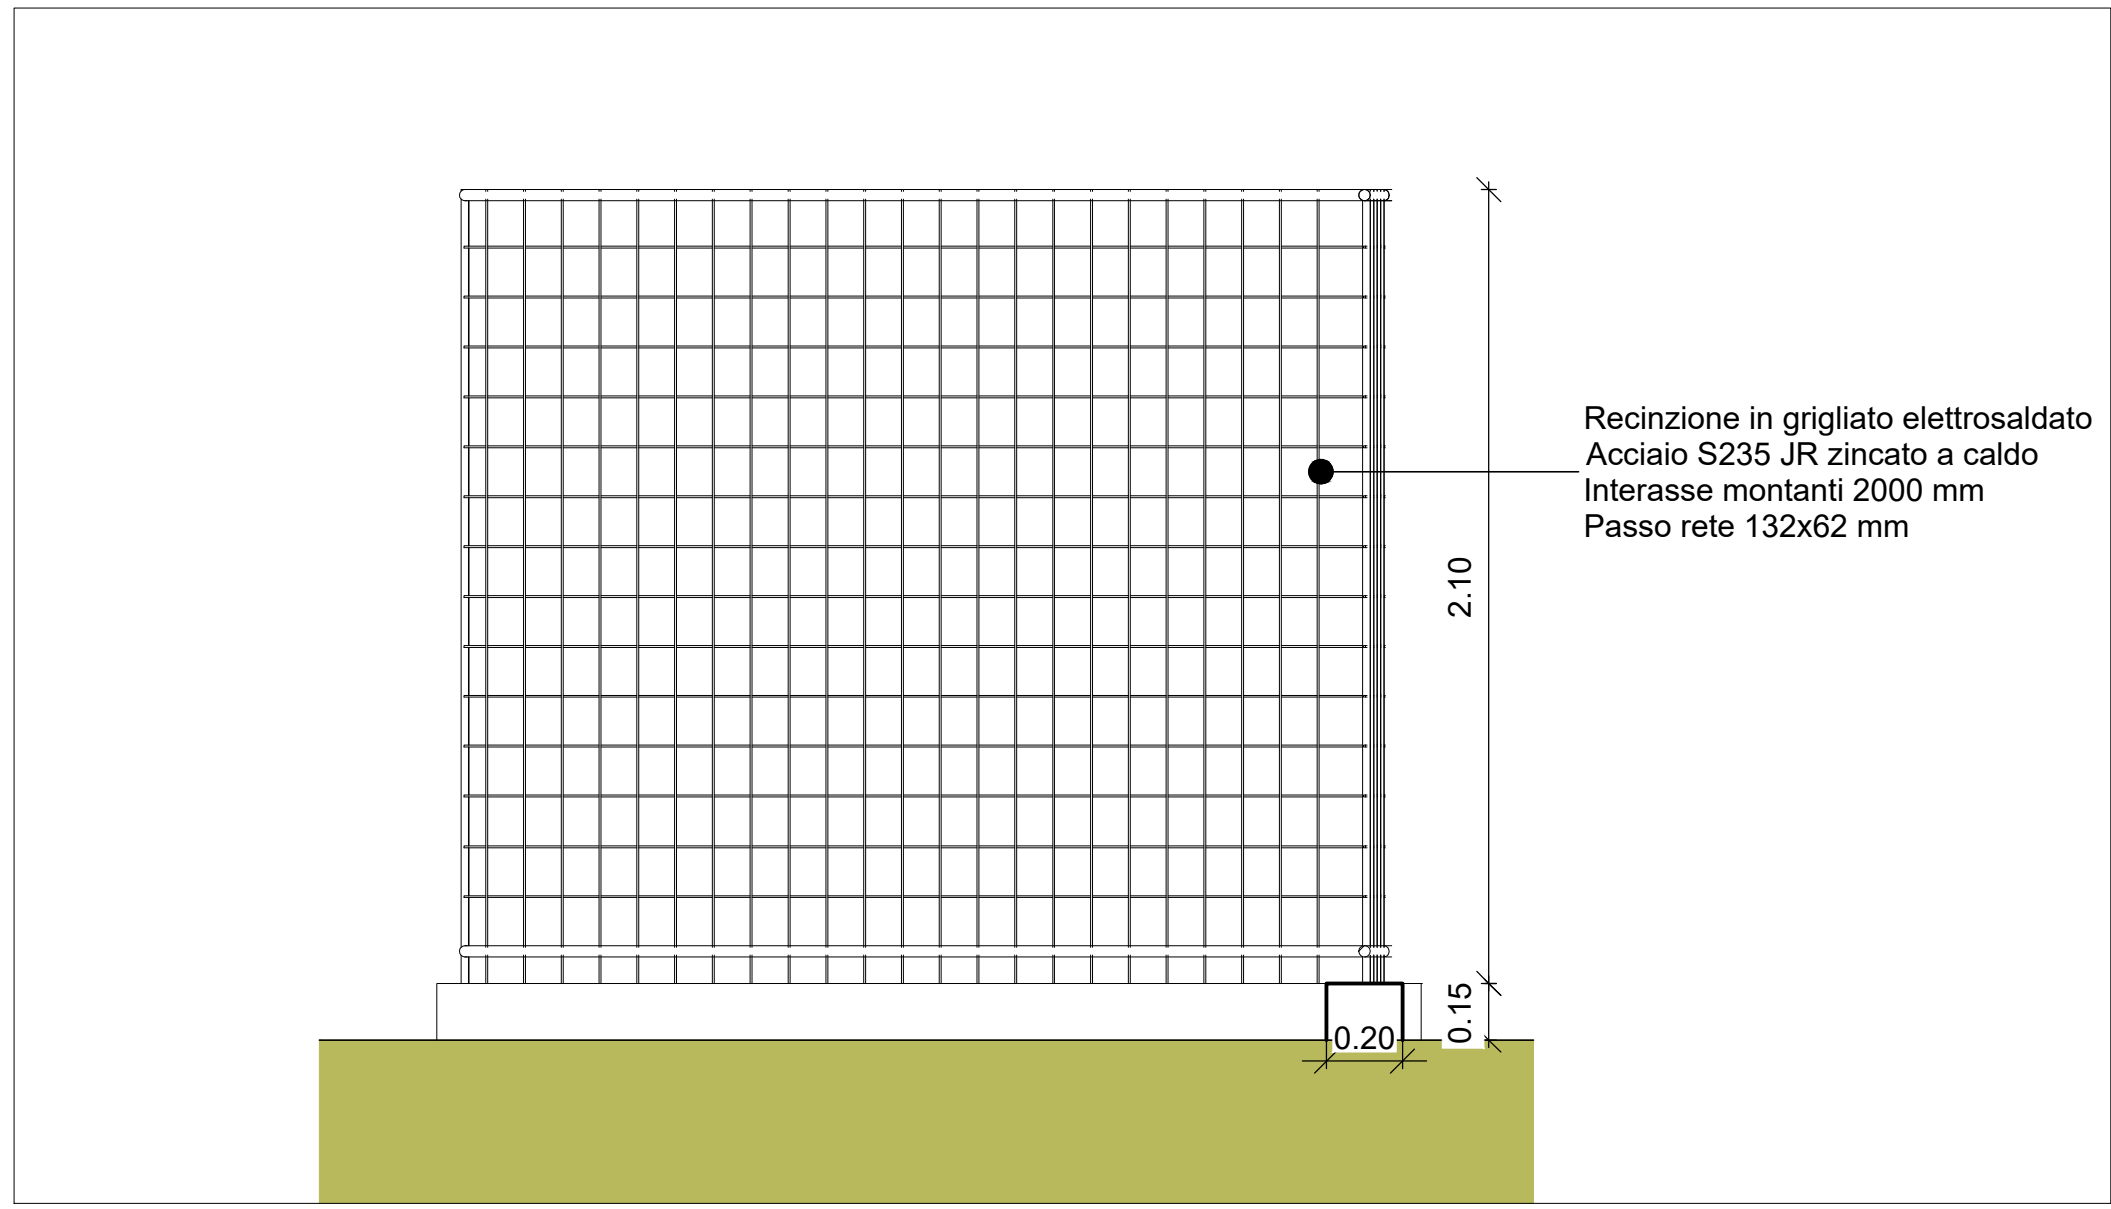 Recinzione in grigliato elettrosaldato
Acciaio S235 JR zincato a caldo
Interasse montanti 2000 mm
Passo rete 132x62 mm
2.10
0.15
0.20